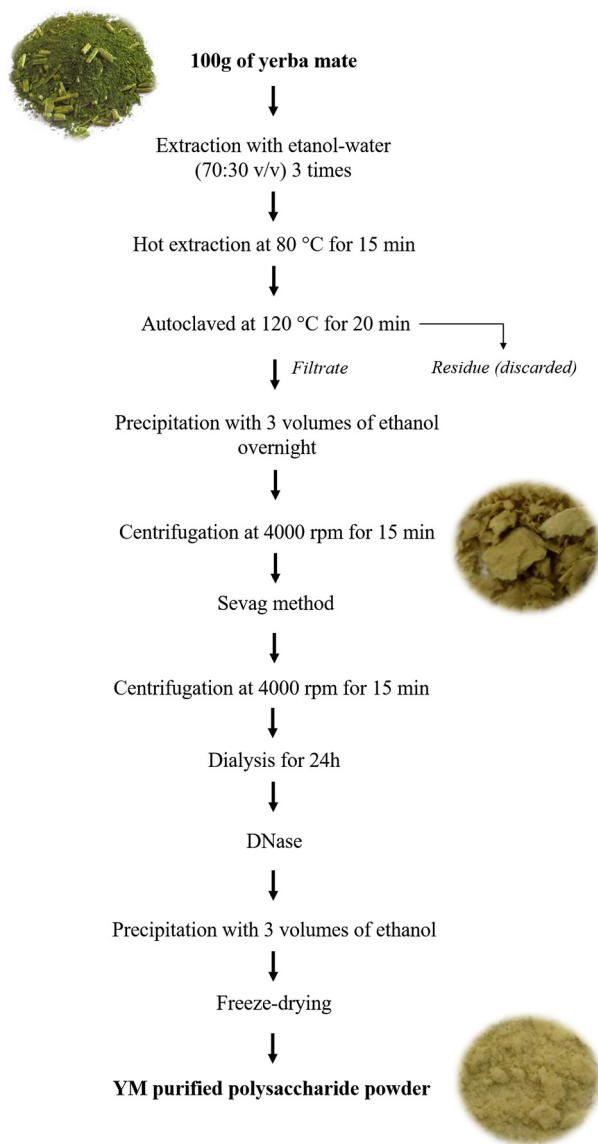 100g of yerba mate
Extraction with etanol-water
(70:30 v/v) 3 times
Hot extraction at 80 °C for 15 min
Autoclaved at 120 °C for 20 min
Filtrate
Residue (discarded)
Precipitation with 3 volumes of ethanol
overnight
Centrifugation at 4000 rpm for 15 min
Sevag method
Centrifugation at 4000 rpm for 15 min
Dialysis for 24h
DNase
Precipitation with 3 volumes of ethanol
Freeze-drying
YM purified polysaccharide powder